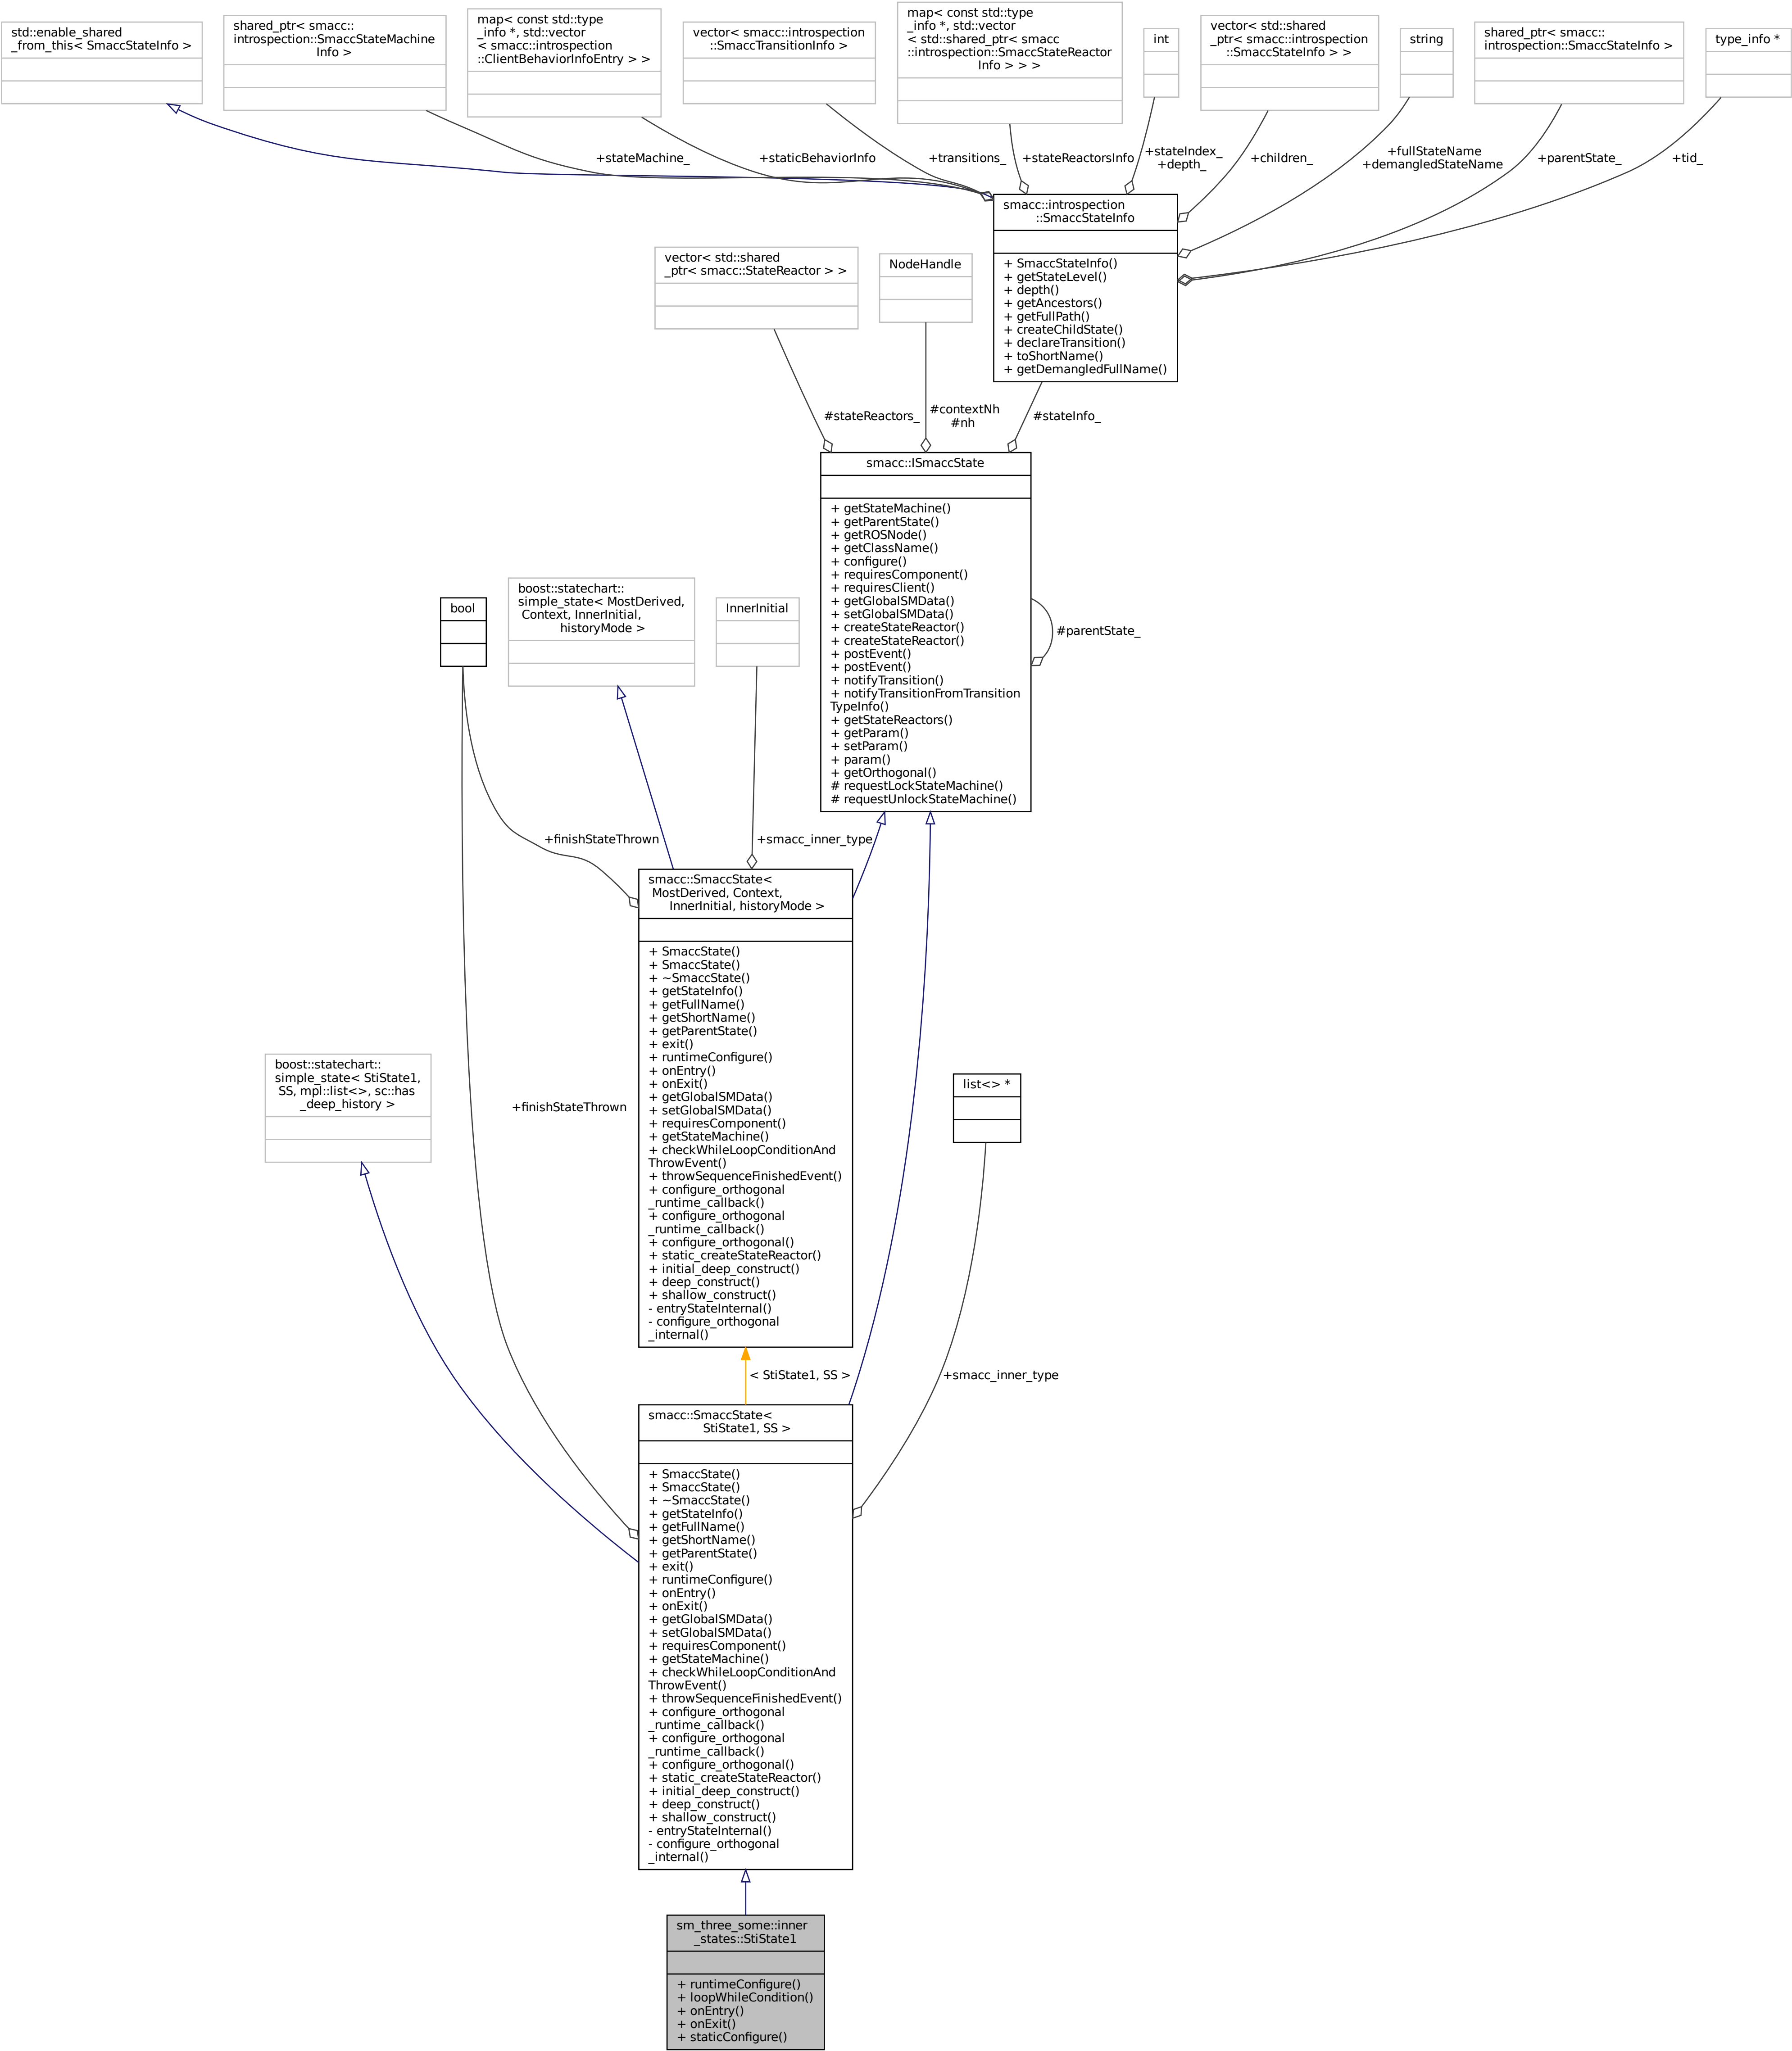 std::enable_shared
_from_this< SmaccStateInfo >
shared_ptr< smacc::
introspection::SmaccStateMachine
Info >
map< const std::type
_info *, std::vector
< smacc::introspection
::ClientBehaviorInfoEntry > >
vector< smacc::introspection
::SmaccTransitionInfo >
map< const std::type
_info *, std::vector
< std::shared_ptr< smacc
::introspection::SmaccStateReactor
Info > > >
int
vector< std::shared
_ptr< smacc::introspection
::SmaccStateInfo > >
string
shared_ptr< smacc::
introspection::SmaccStateInfo >
type_info *
+stateMachine_
+staticBehaviorInfo
+transitions_
+stateReactorsInfo
+stateIndex_
+depth_
+children_
+fullStateName
+demangledStateName
+parentState_
+tid_
smacc::introspection
::SmaccStateInfo
+ SmaccStateInfo()
+ getStateLevel()
+ depth()
+ getAncestors()
+ getFullPath()
+ createChildState()
+ declareTransition()
+ toShortName()
+ getDemangledFullName()
vector< std::shared
_ptr< smacc::StateReactor > >
NodeHandle
#stateReactors_
#contextNh
#nh
#stateInfo_
smacc::ISmaccState
+ getStateMachine()
+ getParentState()
+ getROSNode()
+ getClassName()
+ configure()
+ requiresComponent()
+ requiresClient()
+ getGlobalSMData()
+ setGlobalSMData()
+ createStateReactor()
+ createStateReactor()
+ postEvent()
+ postEvent()
+ notifyTransition()
+ notifyTransitionFromTransition
TypeInfo()
+ getStateReactors()
+ getParam()
+ setParam()
+ param()
+ getOrthogonal()
# requestLockStateMachine()
# requestUnlockStateMachine()
#parentState_
bool
boost::statechart::
simple_state< MostDerived,
Context, InnerInitial,
historyMode >
InnerInitial
+finishStateThrown
+smacc_inner_type
smacc::SmaccState<
MostDerived, Context,
InnerInitial, historyMode >
+ SmaccState()
+ SmaccState()
+ ~SmaccState()
+ getStateInfo()
+ getFullName()
+ getShortName()
+ getParentState()
+ exit()
+ runtimeConfigure()
+ onEntry()
+ onExit()
+ getGlobalSMData()
+ setGlobalSMData()
+ requiresComponent()
+ getStateMachine()
+ checkWhileLoopConditionAnd
ThrowEvent()
+ throwSequenceFinishedEvent()
+ configure_orthogonal
_runtime_callback()
+ configure_orthogonal
_runtime_callback()
+ configure_orthogonal()
+ static_createStateReactor()
+ initial_deep_construct()
+ deep_construct()
+ shallow_construct()
- entryStateInternal()
- configure_orthogonal
_internal()
boost::statechart::
simple_state< StiState1,
SS, mpl::list<>, sc::has
_deep_history >
+finishStateThrown
list<> *
< StiState1, SS >
+smacc_inner_type
smacc::SmaccState<
StiState1, SS >
+ SmaccState()
+ SmaccState()
+ ~SmaccState()
+ getStateInfo()
+ getFullName()
+ getShortName()
+ getParentState()
+ exit()
+ runtimeConfigure()
+ onEntry()
+ onExit()
+ getGlobalSMData()
+ setGlobalSMData()
+ requiresComponent()
+ getStateMachine()
+ checkWhileLoopConditionAnd
ThrowEvent()
+ throwSequenceFinishedEvent()
+ configure_orthogonal
_runtime_callback()
+ configure_orthogonal
_runtime_callback()
+ configure_orthogonal()
+ static_createStateReactor()
+ initial_deep_construct()
+ deep_construct()
+ shallow_construct()
- entryStateInternal()
- configure_orthogonal
_internal()
sm_three_some::inner
_states::StiState1
+ runtimeConfigure()
+ loopWhileCondition()
+ onEntry()
+ onExit()
+ staticConfigure()